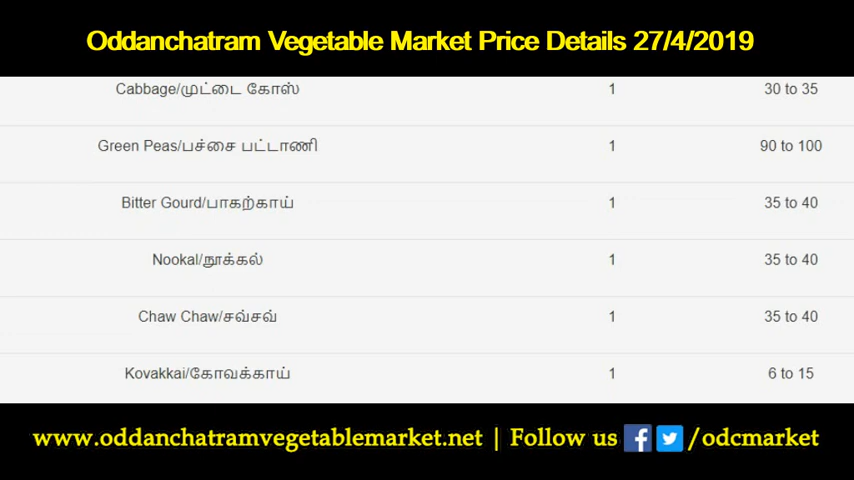 Oddanchatram Vegetable Market Price Details 27/4/2019
Cabbage/முட்டை கோஸ் 1 30 to 35
Green Peas/பச்சை பட்டாணி 1 90 to 100
Bitter Gourd/பாகற்காய் 1 35 to 40
Nookal/நூக்கல் 1 35 to 40
Chaw Chaw/சவ்சவ் 1 35 to 40
Kovakkai/கோவக்காய் 1 6 to 15
www.oddanchatramvegetablemarket.net | Follow us f /odcmarket